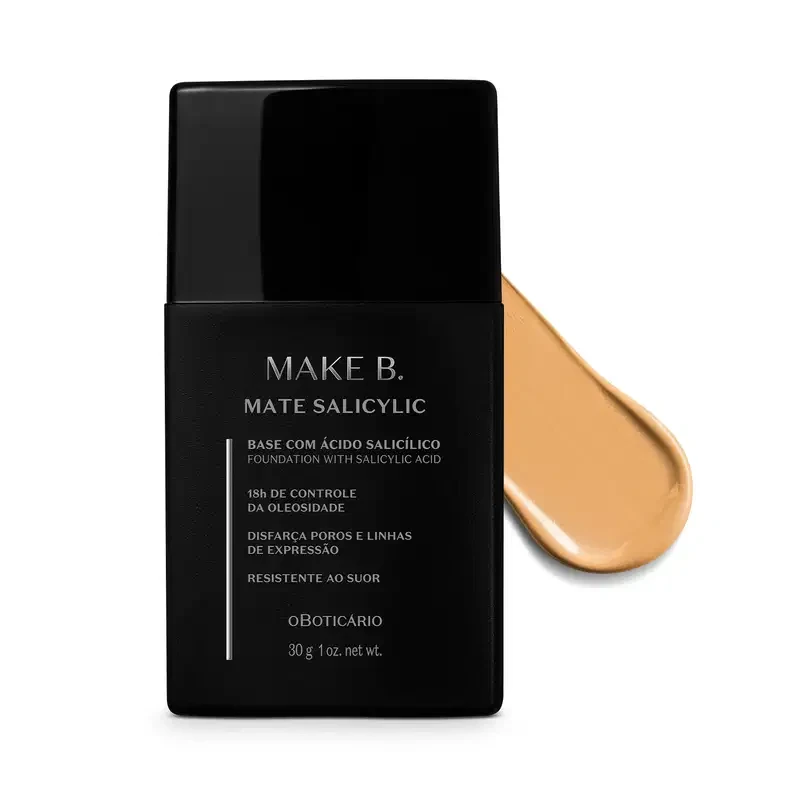 MAKE B.
MATE SALICYLIC
BASE COM ÁCIDO SALICÍLICO
FOUNDATION WITH SALICYLIC ACID
18h DE CONTROLE
DA OLEOSIDADE
DISFARÇA POROS E LINHAS
DE EXPRESSÃO
RESISTENTE AO SUOR
oBOTICÁRIO
30 g 1 oz. net wt.